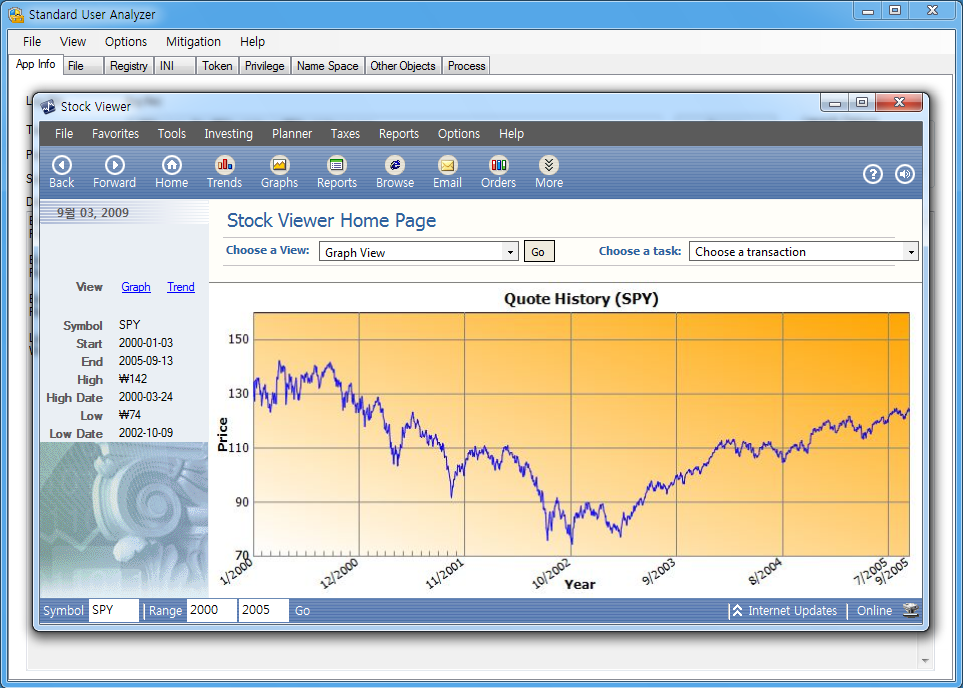 Standard User Analyzer
File View Options Mitigation Help
App Info File Registry INI Token Privilege Name Space Other Objects Process
Stock Viewer
File Favorites Tools Investing Planner Taxes Reports Options Help
Back Forward Home Trends Graphs Reports Browse Email Orders More
9월 03, 2009
Stock Viewer Home Page
Choose a View: Graph View Go Choose a task: Choose a transaction
View Graph Trend
Symbol SPY
Start 2000-01-03
End 2005-09-13
High ₩142
High Date 2000-03-24
Low ₩74
Low Date 2002-10-09
Quote History (SPY)
150
130
110
90
70
Price
1/2000 12/2000 11/2001 10/2002 9/2003 8/2004 7/2005 9/2005
Year
Symbol SPY Range 2000 2005 Go Internet Updates Online